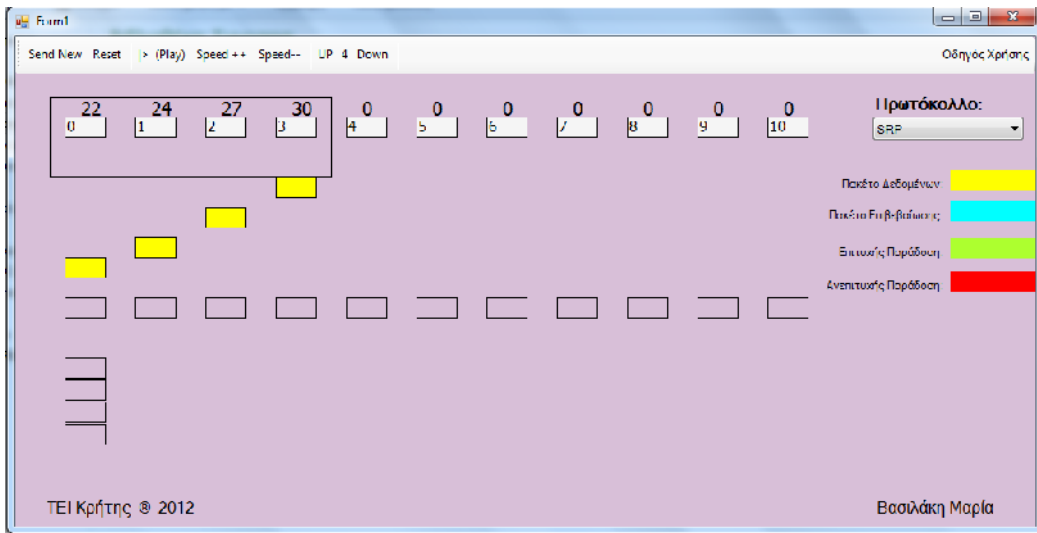 Form1
Send New Reset |> (Play) Speed ++ Speed-- UP 4 Down Οδηγός Χρήσης
22 24 27 30 0 0 0 0 0 0 0 Πρωτόκολλο:
0 1 2 3 4 5 6 7 8 9 10 SRP
Πακέτο Δεδομένων:
Πακέτο Επιβεβαίωσης:
Επιτυχής Παράδοση:
Ανεπιτυχής Παράδοση:
ΤΕΙ Κρήτης ® 2012 Βασιλάκη Μαρία